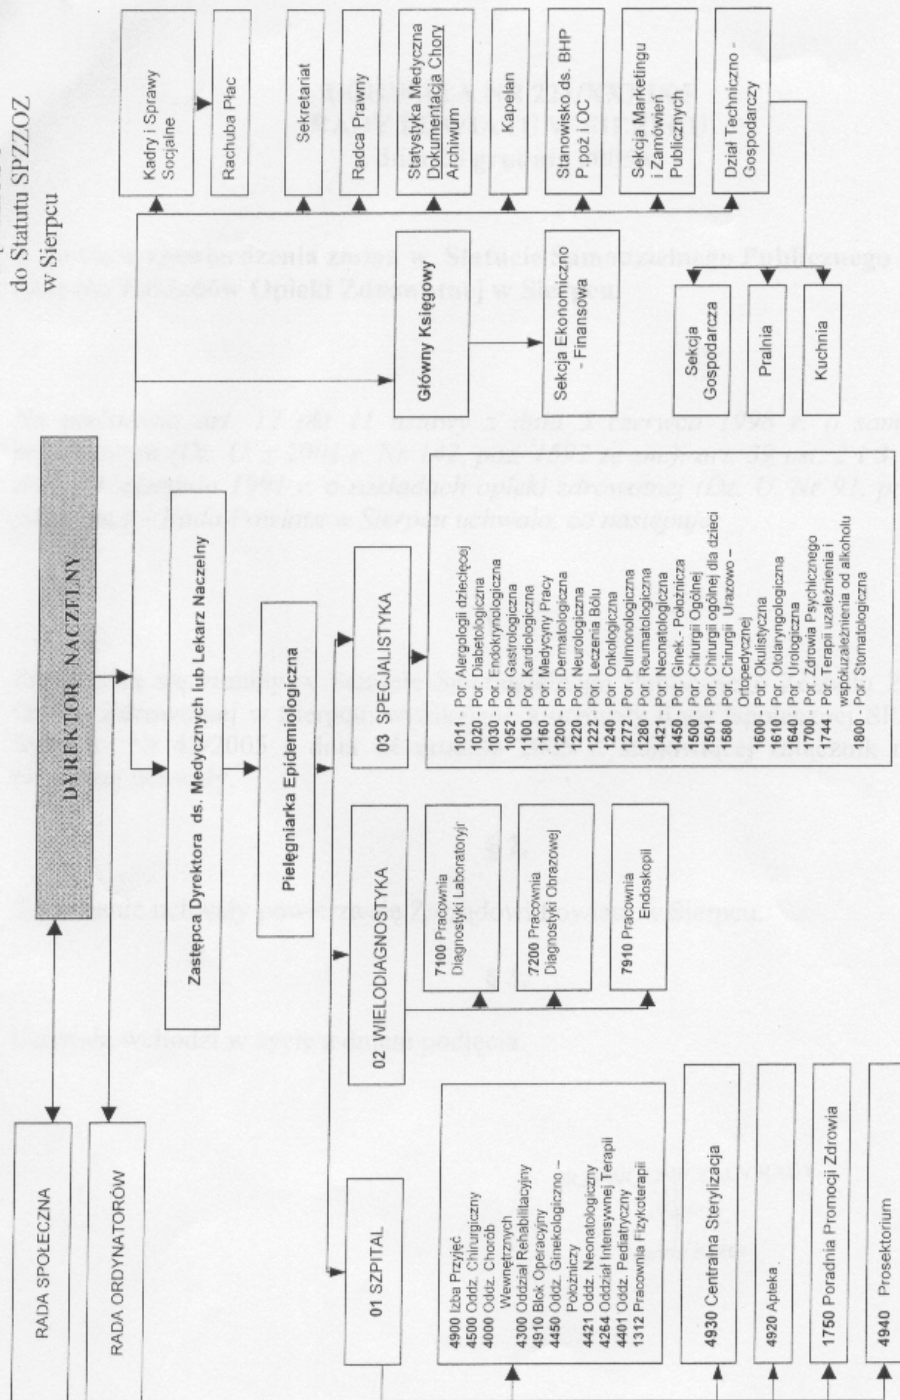 do Statutu SPZZOZ
w Sierpcu
DYREKTOR NACZELNY
RADA SPOŁECZNA
RADA ORDYNATORÓW
Zastępca Dyrektora ds. Medycznych lub Lekarz Naczelny
Pielęgniarka Epidemiologiczna
01 SZPITAL
4900 Izba Przyjęć
4500 Oddz. Chirurgiczny
4000 Oddz. Chorób
Wewnętrznych
4300 Oddział Rehabilitacyjny
4910 Blok Operacyjny
4450 Oddz. Ginekologiczno –
Położniczy
4421 Oddz. Neonatologiczny
4264 Oddział Intensywnej Terapii
4401 Oddz. Pediatryczny
1312 Pracownia Fizykoterapii
4930 Centralna Sterylizacja
4920 Apteka
1750 Poradnia Promocji Zdrowia
4940 Prosektorium
02 WIELODIAGNOSTYKA
7100 Pracownia
Diagnostyki Laboratoryjr
7200 Pracownia
Diagnostyki Obrazowej
7910 Pracownia
Endoskopii
03 SPECJALISTYKA
1011 - Por. Alergologii dziecięcej
1020 - Por. Diabetologiczna
1030 - Por. Endokrynologiczna
1052 - Por. Gastrologiczna
1100 - Por. Kardiologiczna
1160 - Por. Medycyny Pracy
1200 - Por. Dermatologiczna
1220 - Por. Neurologiczna
1222 - Por. Leczenia Bólu
1240 - Por. Onkologiczna
1272 - Por. Pulmonologiczna
1280 - Por. Reumatologiczna
1421 - Por. Neonatologiczna
1450 - Por. Ginek.- Położnicza
1500 - Por. Chirurgii Ogólnej
1501 - Por. Chirurgii ogólnej dla dzieci
1580 - Por. Chirurgii Urazowo –
Ortopedycznej
1600 - Por. Okulistyczna
1610 - Por. Otolaryngologiczna
1640 - Por. Urologiczna
1700 - Por. Zdrowia Psychicznego
1744 - Por. Terapii uzależnienia i
współuzależnień od alkoholu
1800 - Por. Stomatologiczna
Główny Księgowy
Sekcja Ekonomiczno-
- Finansowa
Kadry i Sprawy
Socjalne
Rachuba Płac
Sekretariat
Radca Prawny
Statystyka Medyczna
Dokumentacja Chory
Archiwum
Kapelan
Stanowisko ds. BHP
P.poż i OC
Sekcja Marketingu
i Zamówień
Publicznych
Dział Techniczno -
Gospodarczy
Sekcja
Gospodarcza
Pralnia
Kuchnia